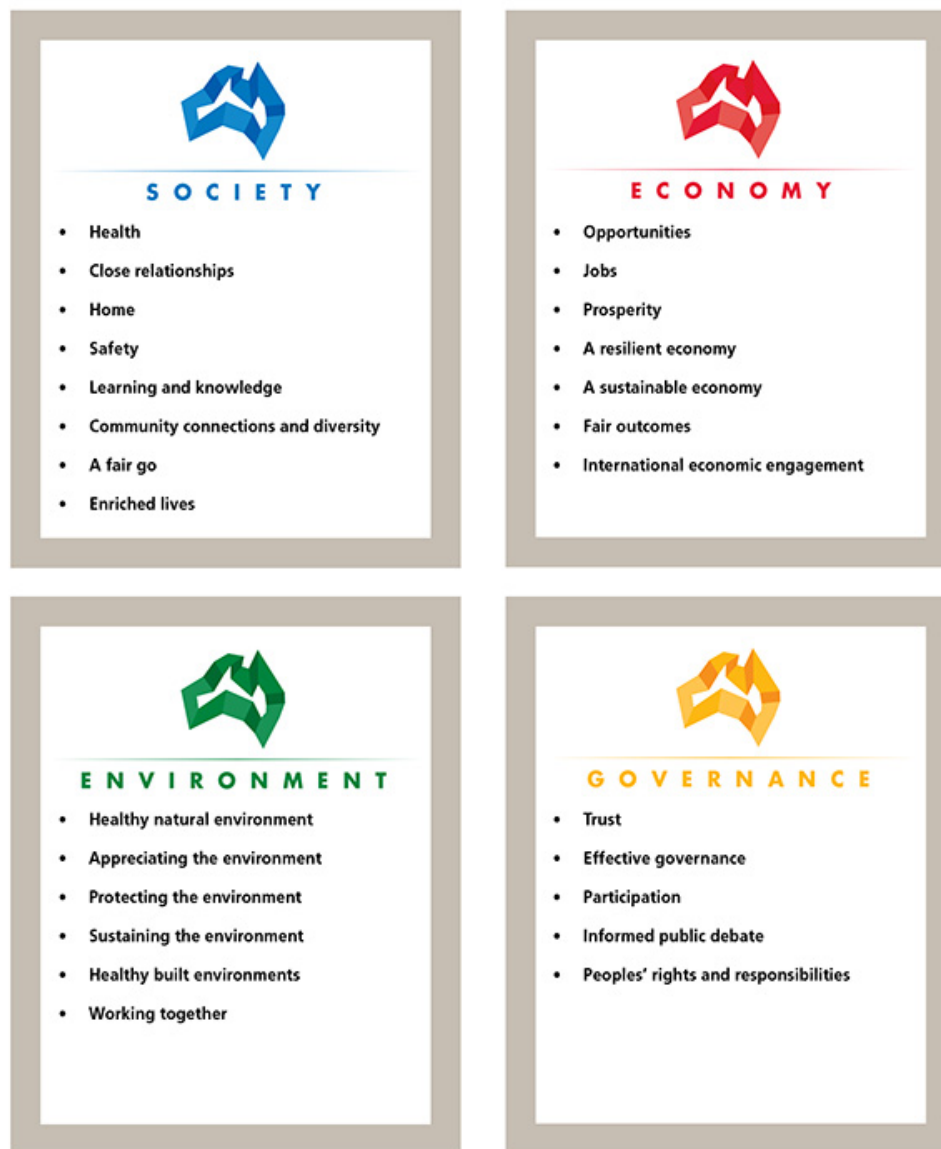 SOCIETY
• Health
• Close relationships
• Home
• Safety
• Learning and knowledge
• Community connections and diversity
• A fair go
• Enriched lives
ECONOMY
• Opportunities
• Jobs
• Prosperity
• A resilient economy
• A sustainable economy
• Fair outcomes
• International economic engagement
ENVIRONMENT
• Healthy natural environment
• Appreciating the environment
• Protecting the environment
• Sustaining the environment
• Healthy built environments
• Working together
GOVERNANCE
• Trust
• Effective governance
• Participation
• Informed public debate
• Peoples’ rights and responsibilities